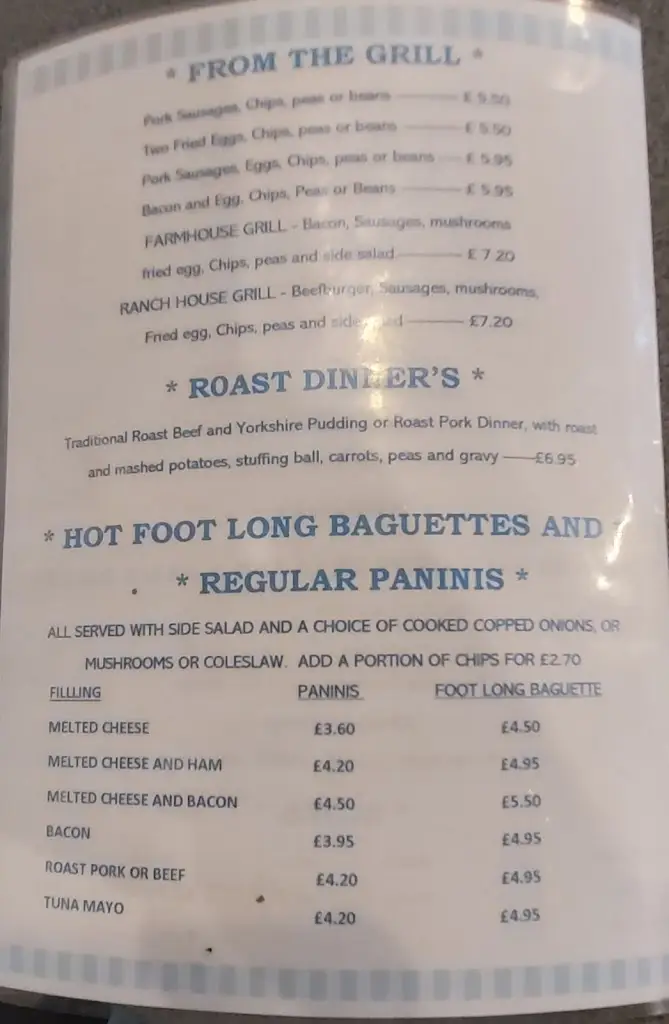 * FROM THE GRILL *
Pork Sausages, Chips, peas or beans £ 5.50
Two Fried Eggs, Chips, peas or beans £ 5.50
Pork Sausages, Eggs, Chips, peas or beans £ 5.95
Bacon and Egg, Chips, Peas or Beans £ 5.95
FARMHOUSE GRILL - Bacon, Sausages, mushrooms
fried egg, Chips, peas and side salad £ 7 20
RANCH HOUSE GRILL - Beefburger, Sausages, mushrooms,
Fried egg, Chips, peas and side £7.20
* ROAST DINNER'S *
Traditional Roast Beef and Yorkshire Pudding or Roast Pork Dinner, with roast
and mashed potatoes, stuffing ball, carrots, peas and gravy £6.95
* HOT FOOT LONG BAGUETTES AND *
* REGULAR PANINIS *
ALL SERVED WITH SIDE SALAD AND A CHOICE OF COOKED COPPED ONIONS, OR
MUSHROOMS OR COLESLAW. ADD A PORTION OF CHIPS FOR £2.70
FILLLING PANINIS FOOT LONG BAGUETTE
MELTED CHEESE £3.60 £4.50
MELTED CHEESE AND HAM £4.20 £4.95
MELTED CHEESE AND BACON £4.50 £5.50
BACON £3.95 £4.95
ROAST PORK OR BEEF £4.20 £4.95
TUNA MAYO £4.20 £4.95